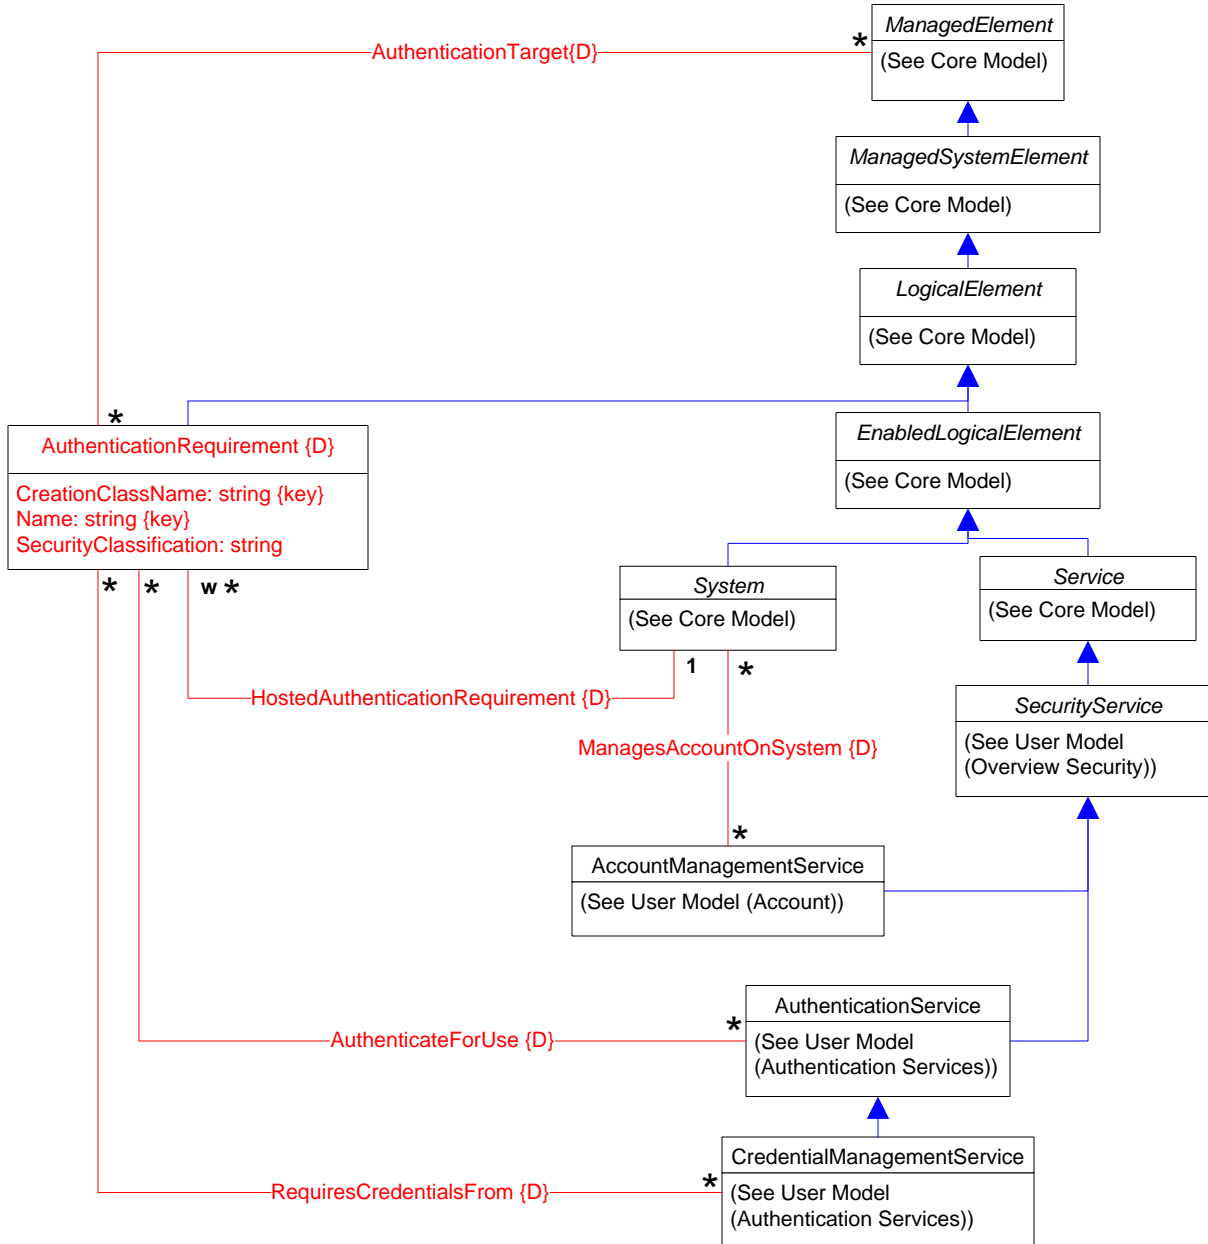 ManagedElement
*
AuthenticationTarget{D}
(See Core Model)
ManagedSystemElement
(See Core Model)
LogicalElement
(See Core Model)
*
AuthenticationRequirement {D}
EnabledLogicalElement
(See Core Model)
CreationClassName: string {key}
Name: string {key}
SecurityClassification: string
*
*
w *
System
(See Core Model)
Service
(See Core Model)
1
*
HostedAuthenticationRequirement {D}
SecurityService
(See User Model
(Overview Security))
ManagesAccountOnSystem {D}
*
AccountManagementService
(See User Model (Account))
AuthenticationService
*
AuthenticateForUse {D}
(See User Model
(Authentication Services))
CredentialManagementService
*
RequiresCredentialsFrom {D}
(See User Model
(Authentication Services))